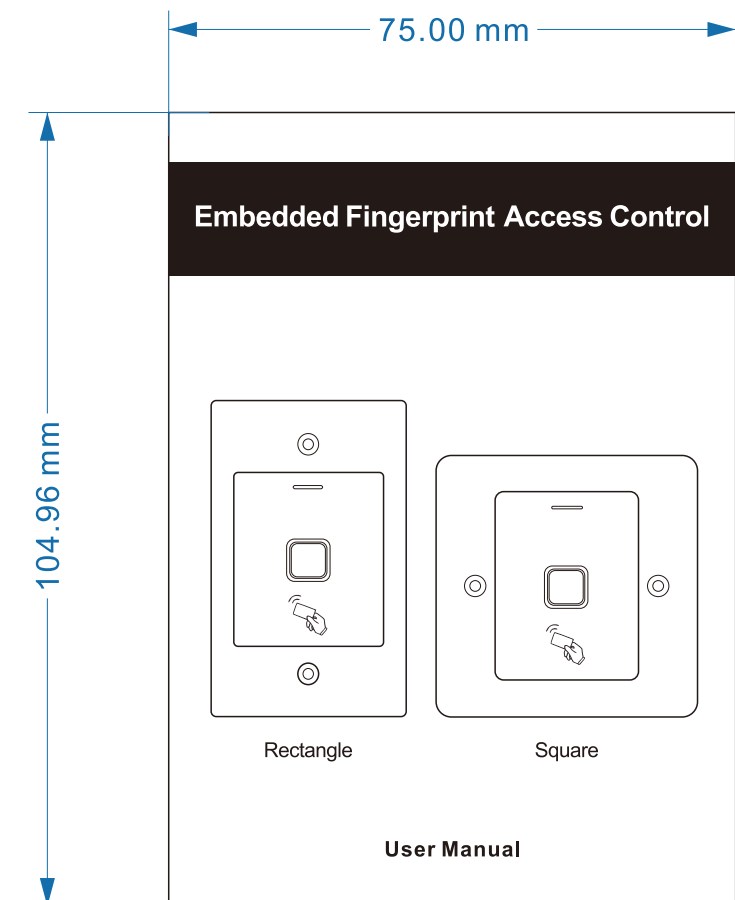 75.00 mm
Embedded Fingerprint Access Control
104.96 mm
Rectangle
Square
User Manual